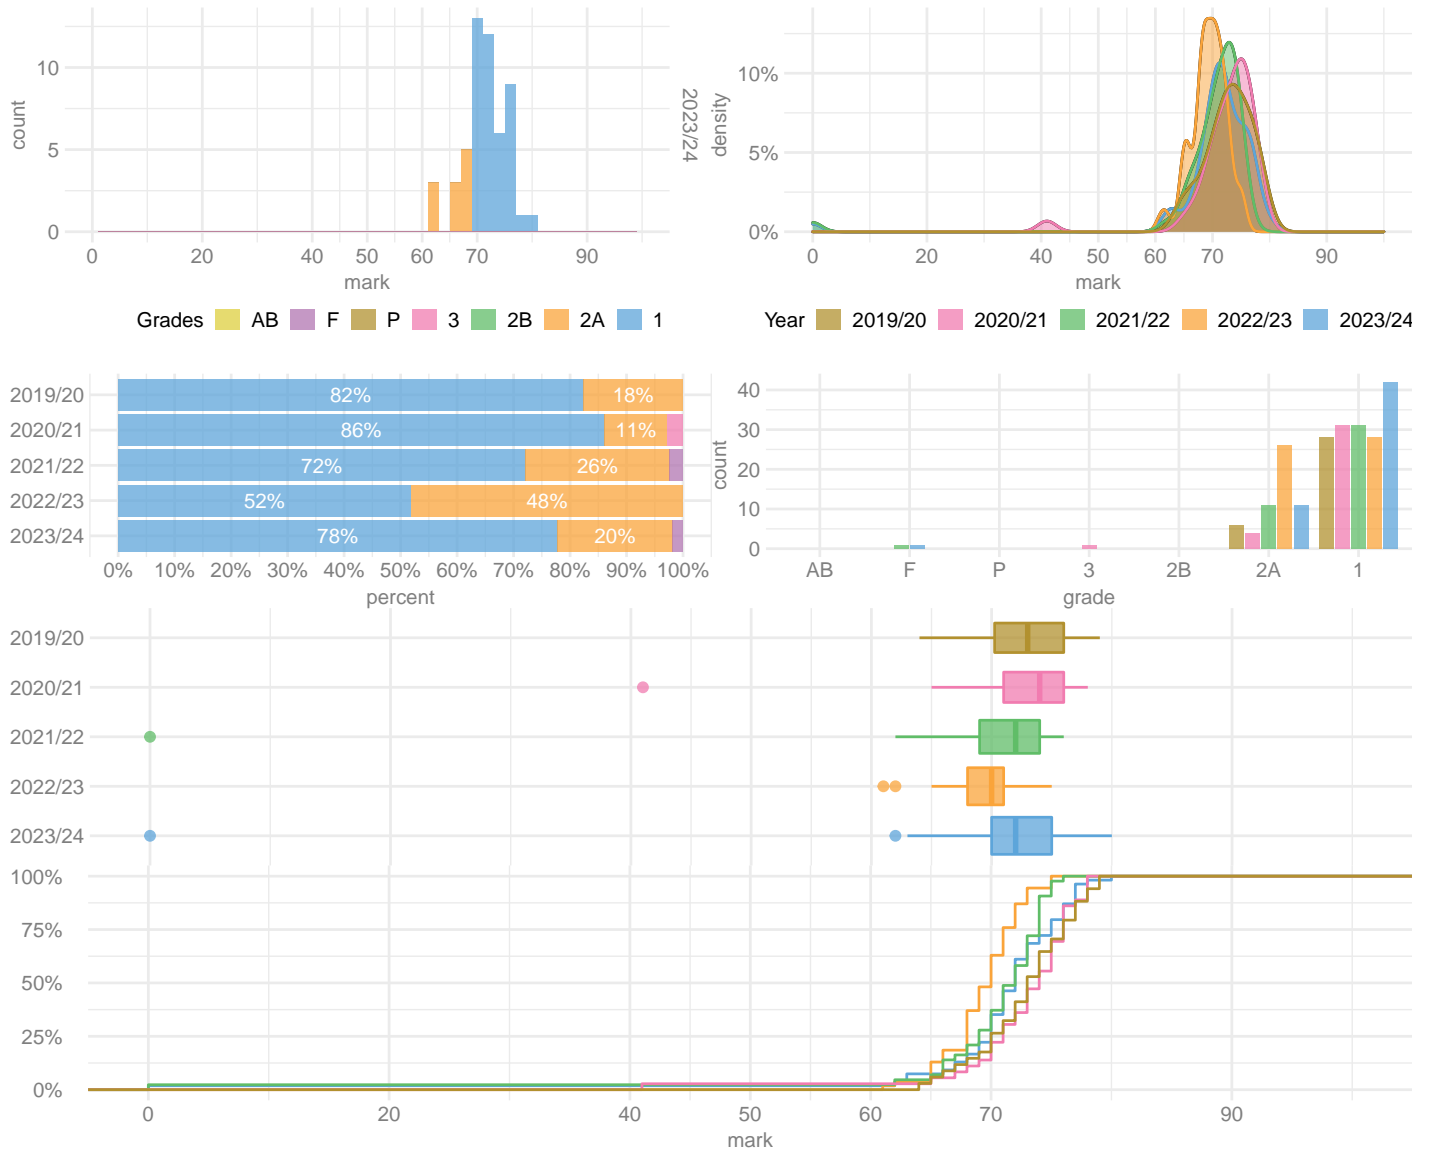 10
5
0
count
0 20 40 50 60 70 90
mark
2023/24
10%
5%
0%
density
0 20 40 50 60 70 90
mark
Grades AB F P 3 2B 2A 1
Year 2019/20 2020/21 2021/22 2022/23 2023/24
2019/20 82% 18%
2020/21 86% 11%
2021/22 72% 26%
2022/23 52% 48%
2023/24 78% 20%
0% 10% 20% 30% 40% 50% 60% 70% 80% 90% 100%
percent
40
30
20
10
0
count
AB F P 3 2B 2A 1
grade
2019/20
2020/21
2021/22
2022/23
2023/24
100%
75%
50%
25%
0%
0 20 40 50 60 70 90
mark